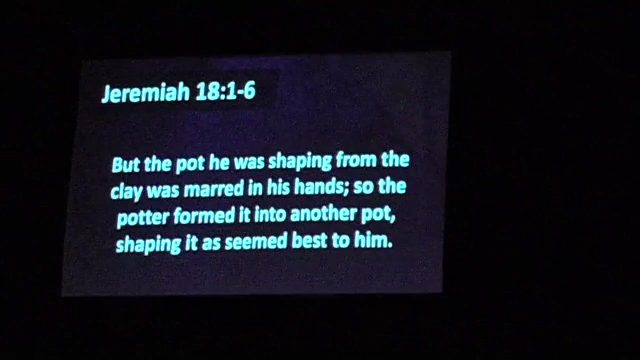 Jeremiah 18:1-6
But the pot he was shaping from the
clay was marred in his hands; so the
potter formed it into another pot,
shaping it as seemed best to him.